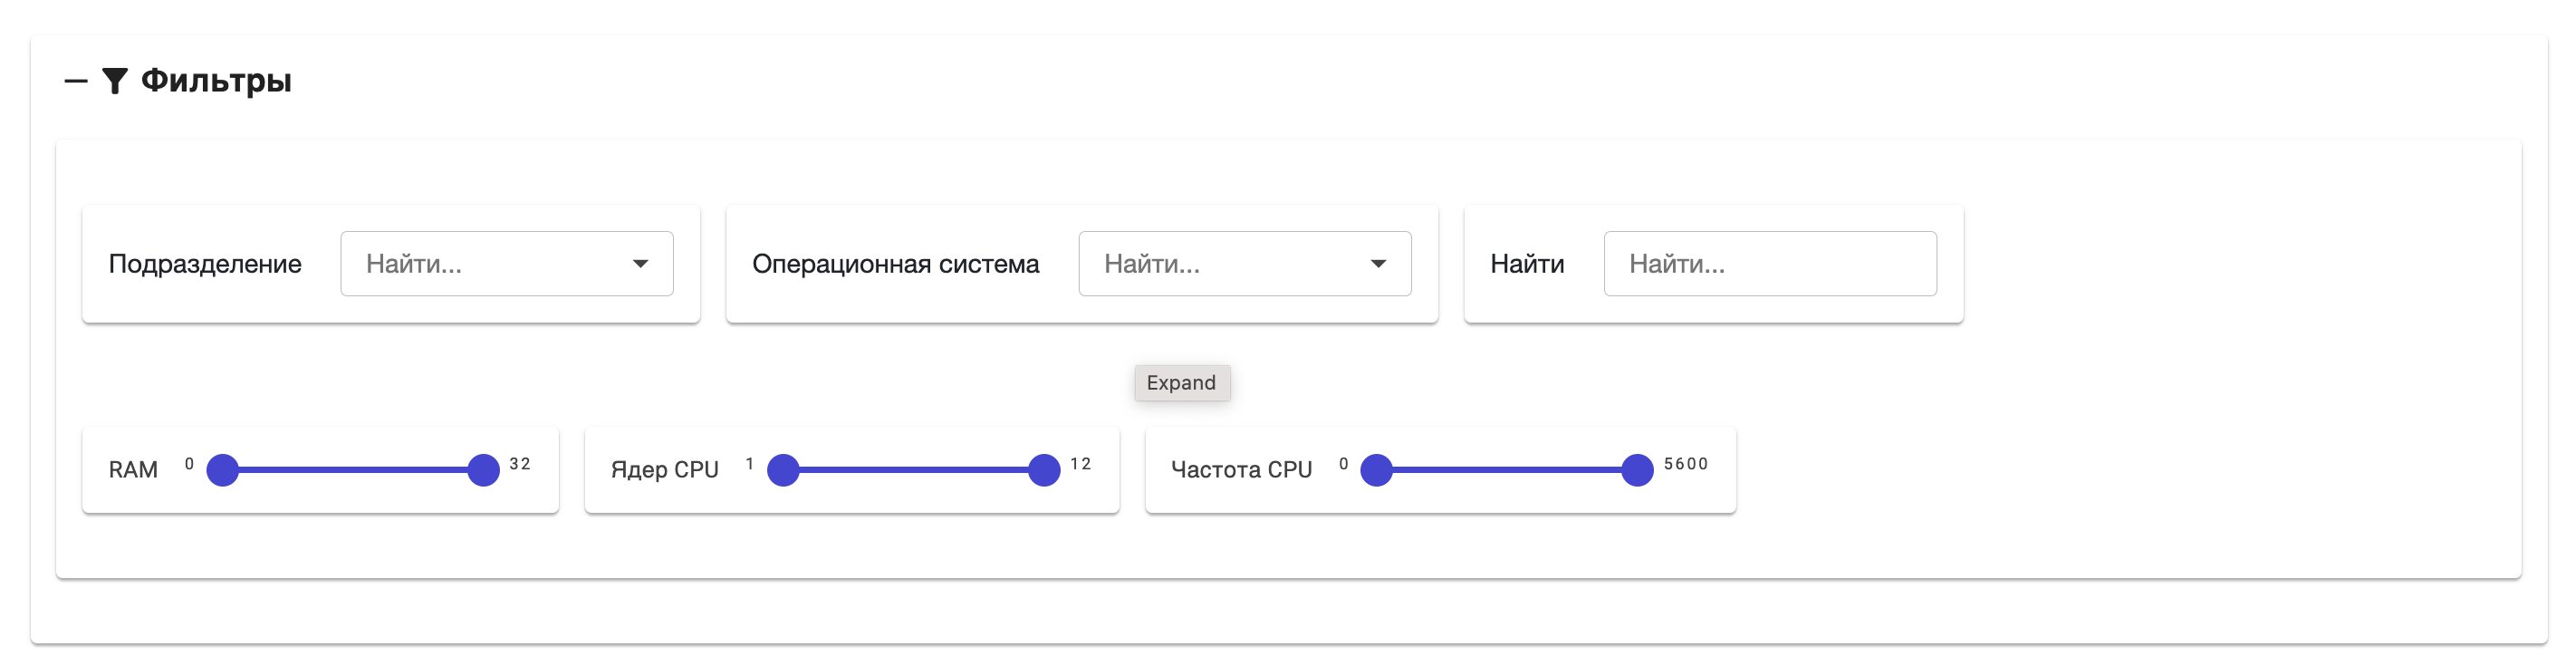 Фильтры
Подразделение Найти... Операционная система Найти... Найти Найти...
Expand
RAM 0 32 Ядер CPU 1 12 Частота CPU 0 5600